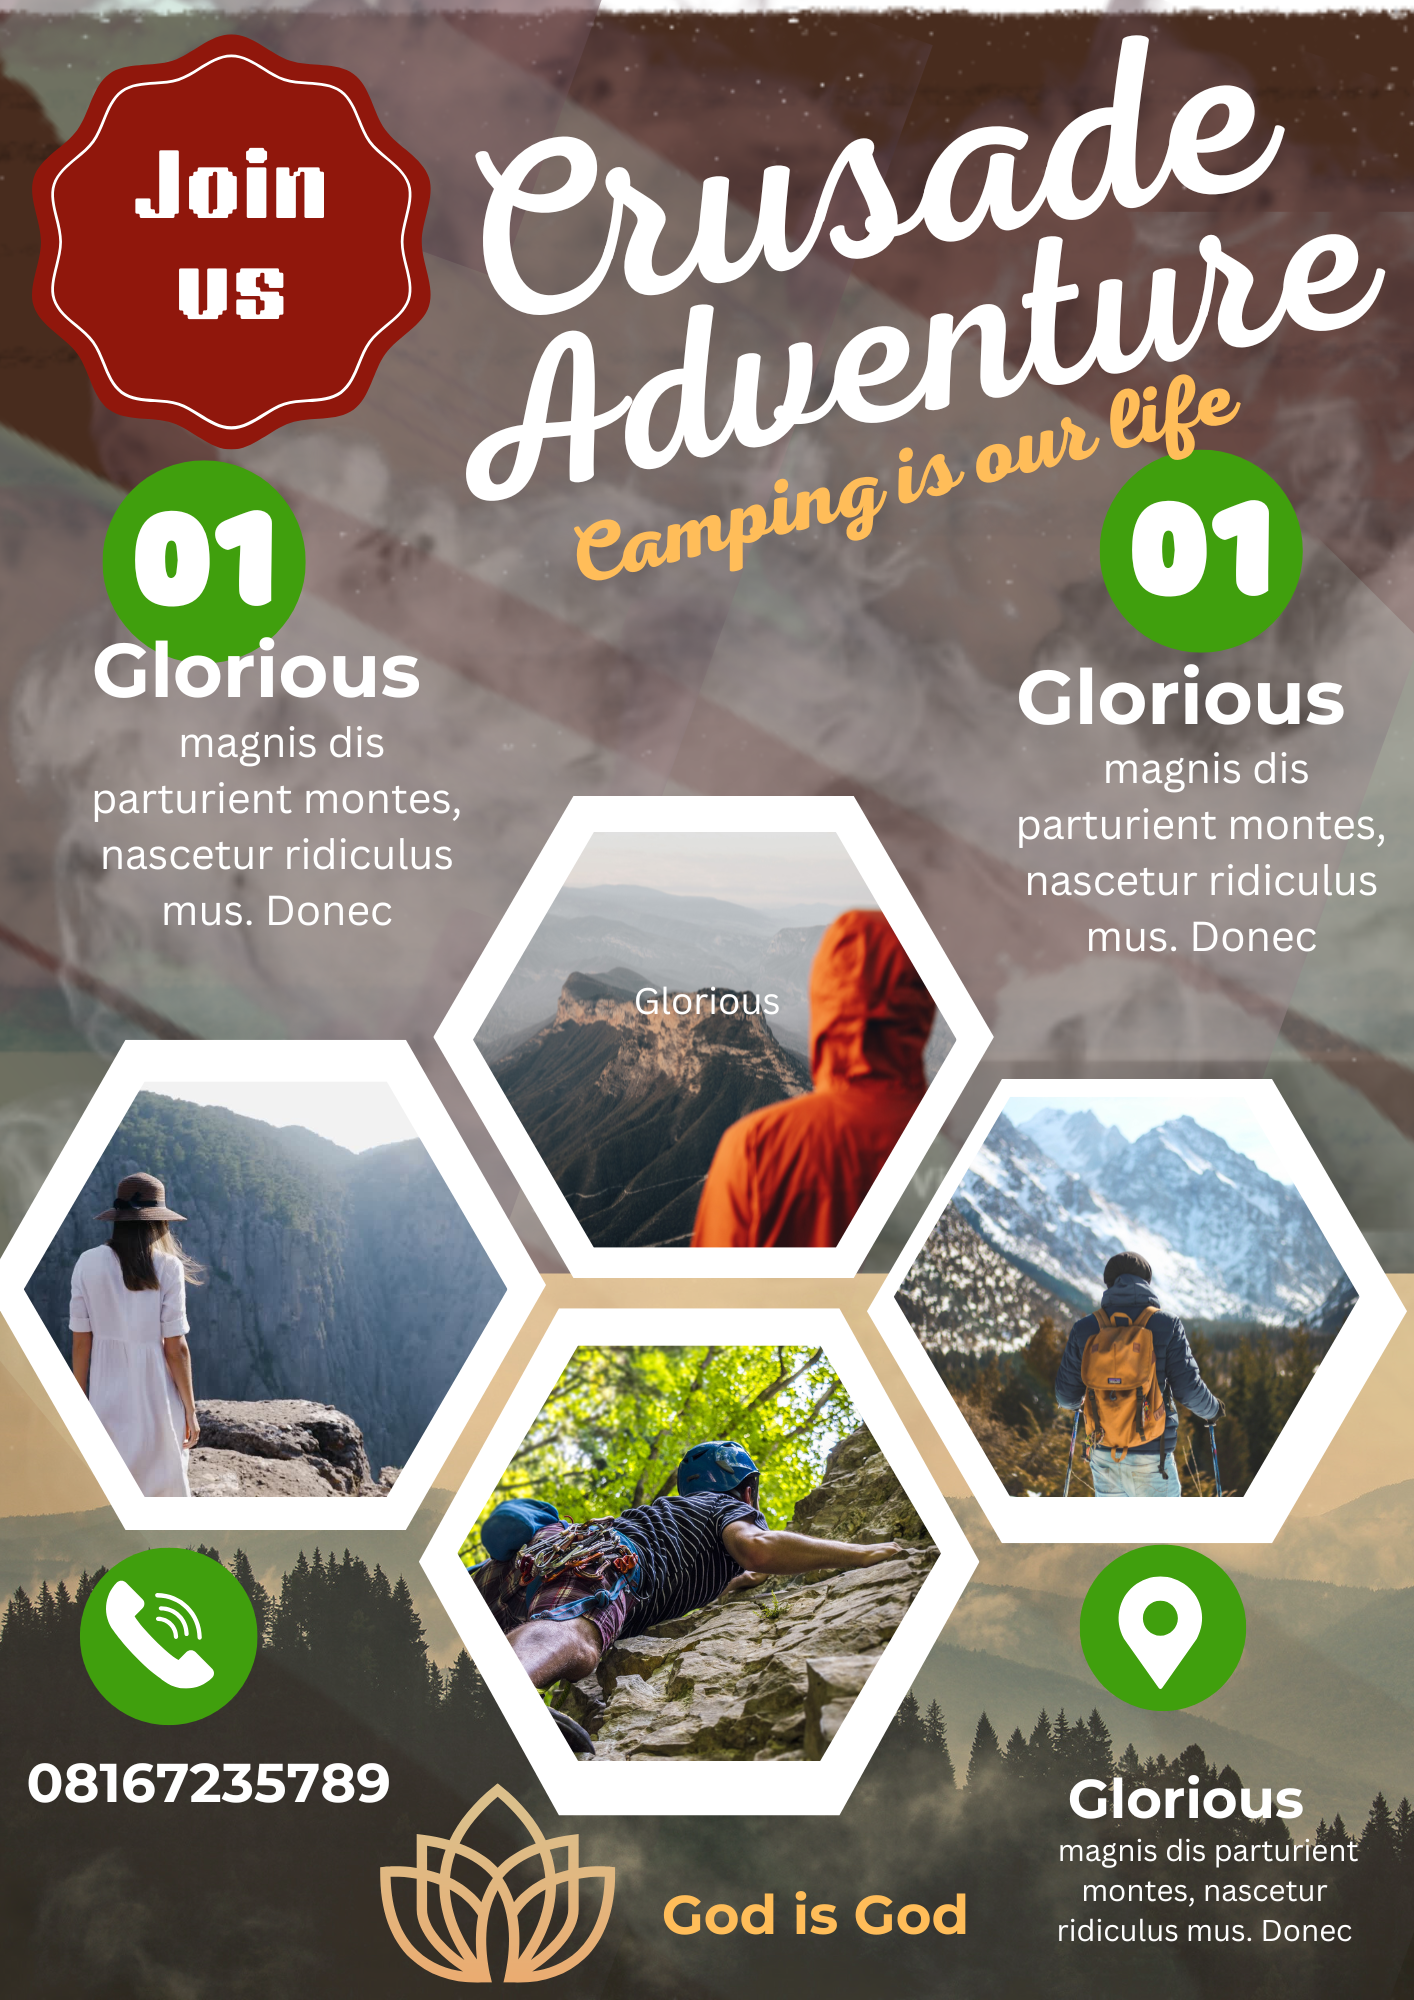 Join
us
Crusade
Adventure
Camping is our life
01
Glorious
magnis dis
parturient montes,
nascetur ridiculus
mus. Donec
01
Glorious
magnis dis
parturient montes,
nascetur ridiculus
mus. Donec
Glorious
08167235789
God is God
Glorious
magnis dis parturient
montes, nascetur
ridiculus mus. Donec